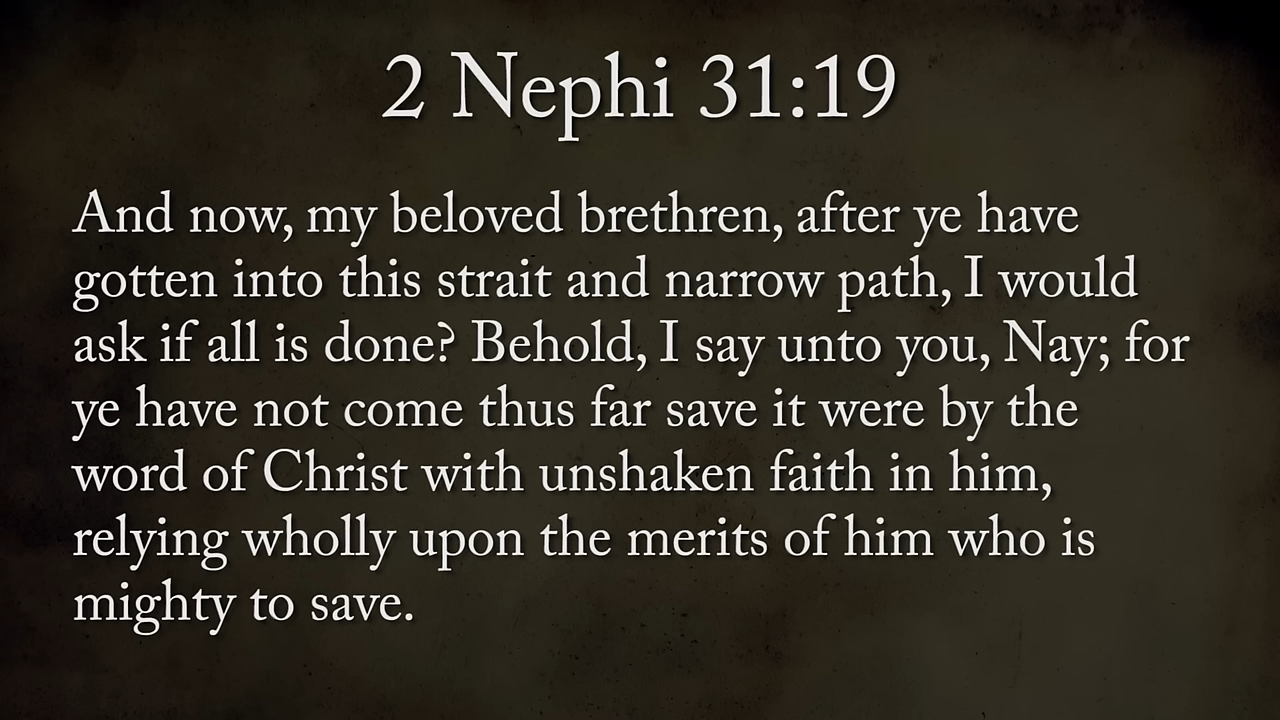 2 Nephi 31:19
And now, my beloved brethren, after ye have
gotten into this strait and narrow path, I would
ask if all is done? Behold, I say unto you, Nay; for
ye have not come thus far save it were by the
word of Christ with unshaken faith in him,
relying wholly upon the merits of him who is
mighty to save.